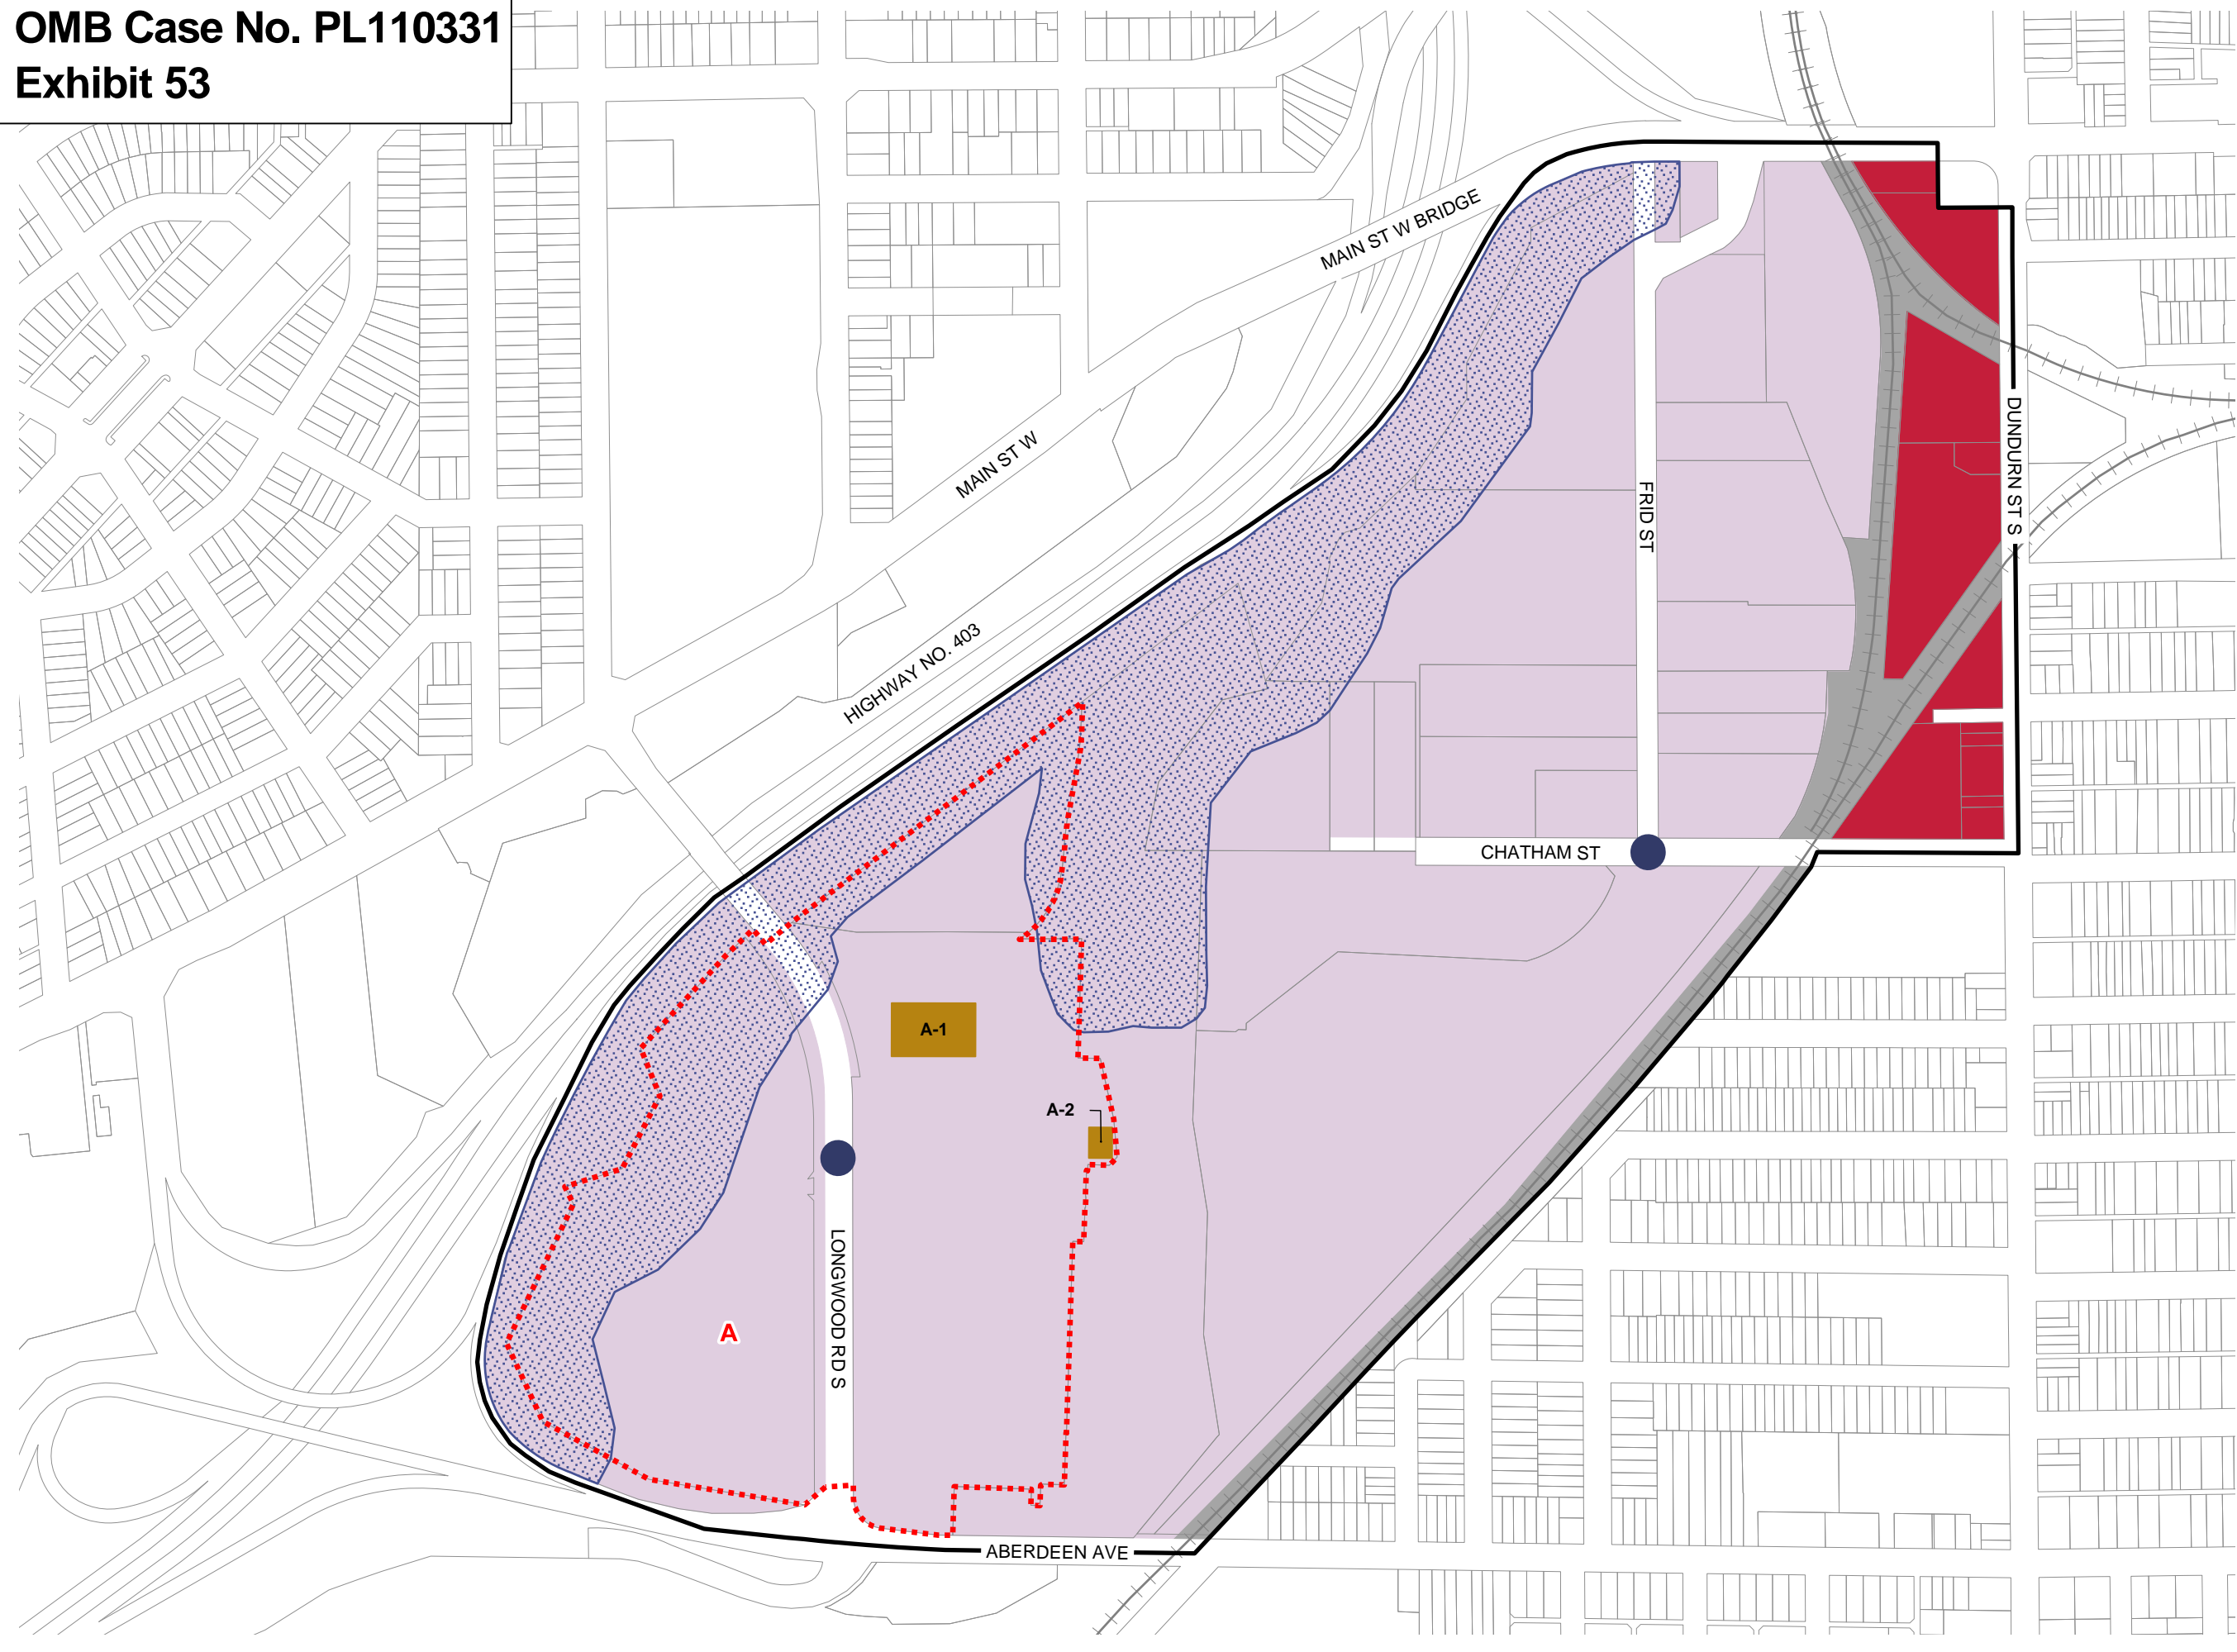 OMB Case No. PL110331
Exhibit 53
MAIN ST W BRIDGE
MAIN ST W
DUNDURN ST S
FRID ST
HIGHWAY NO. 403
CHATHAM ST
A-1
A-2
LONGWOOD RD S
A
ABERDEEN AVE